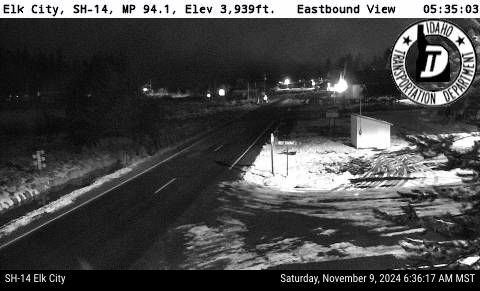 Elk City, SH-14, MP 94.1, Elev 3,939ft. Eastbound View 05:35:03
IDAHO
TRANSPORTATION DEPARTMENT
SH-14 Elk City Saturday, November 9, 2024 6:36:17 AM MST